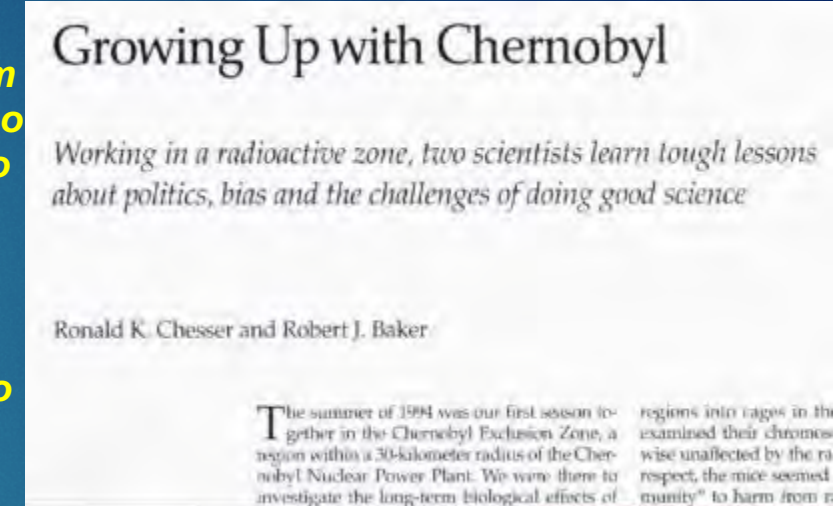 Growing Up with Chernobyl
Working in a radioactive zone, two scientists learn tough lessons
about politics, bias and the challenges of doing good science
Ronald K. Chesser and Robert J. Baker
The summer of 1994 was our first season to-
gether in the Chernobyl Exclusion Zone, a
region within a 30-kilometer radius of the Cher-
nobyl Nuclear Power Plant. We were there to
investigate the long-term biological effects of
regions into cages in the
examined their
wise unaffected by the
respect, the mice seemed
munity" to harm from